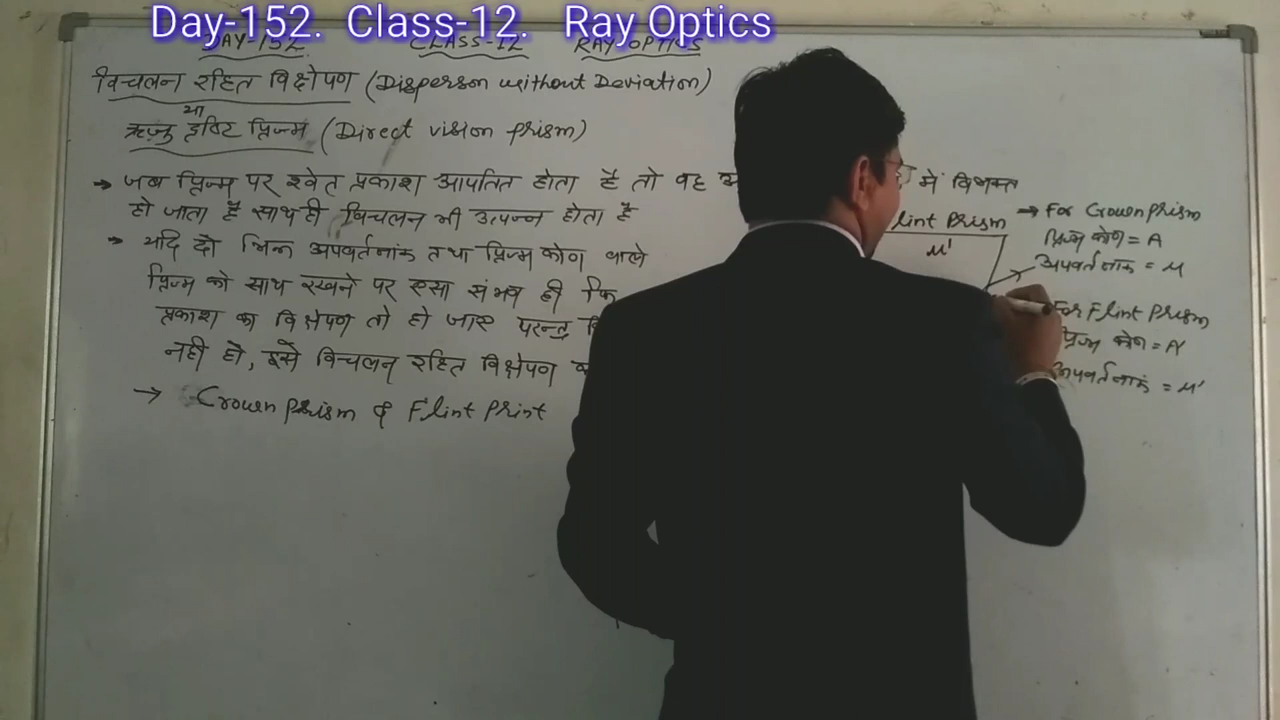 Day-152. Class-12. Ray Optics
DAY-152 CLASS-12 RAY OPTICS
विचलन रहित विक्षेपण (Dispersion without Deviation)
या
ऋजु दृष्टि प्रिज्म (Direct vision prism)
→ जब प्रिज्म पर श्वेत प्रकाश आपतित होता है तो वह में विभक्त
हो जाता है साथ ही विचलन भी उत्पन्न होता है
→ यदि दो भिन्न अपवर्तनांक तथा प्रिज्म कोण वाले
प्रिज्म को साथ रखने पर ऐसा संभव ही कि
प्रकाश का विक्षेपण तो हो जाए परन्तु
नही हो, इसे विचलन रहित विक्षेपण
→ Crown prism & Flint Print
lint Prism
μ'
→ For Crown prism
प्रिज्म कोण = A
अपवर्तनांक = μ
For Flint Prism
प्रिज्म कोण = A'
अपवर्तनांक = μ'